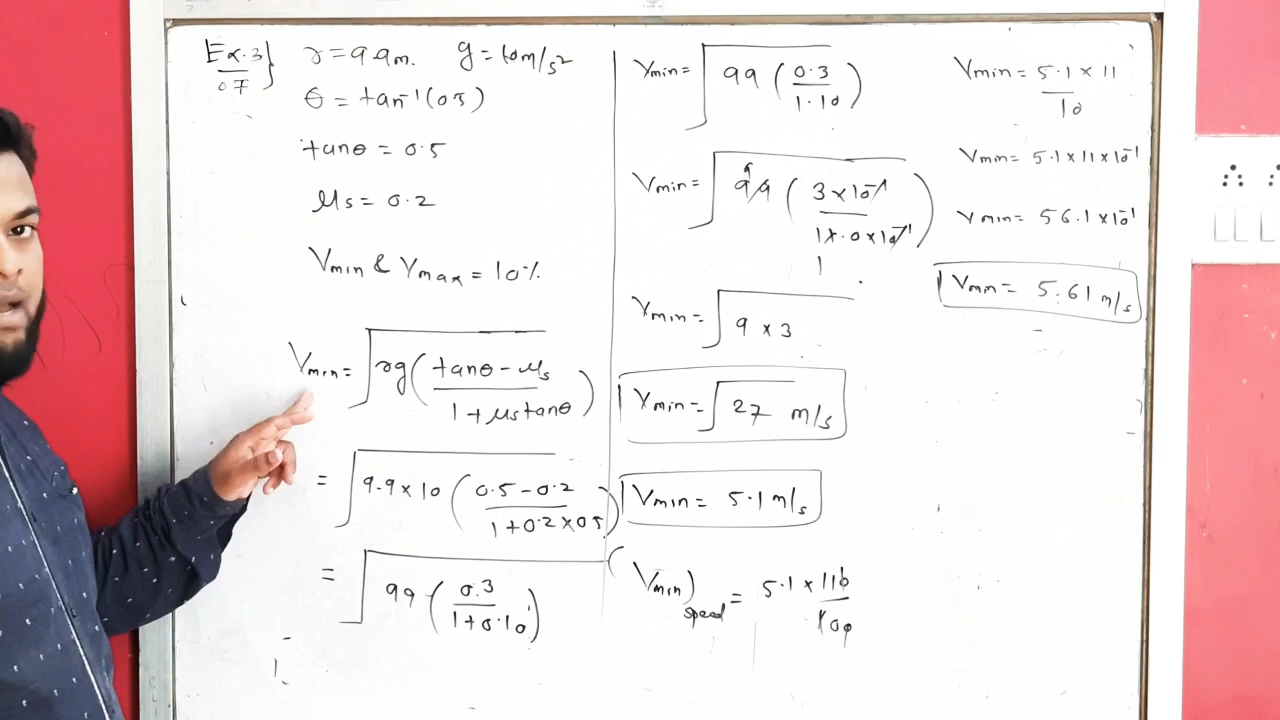 Ex.3
07
r = 9.9m. g = 10m/s²
θ = tan⁻¹(0.5)
tanθ = 0.5
μs = 0.2
Vmin & Vmax = 10%
Vmin = √rg(tanθ - μs / 1 + μs tanθ)
= √9.9 × 10 (0.5 - 0.2 / 1 + 0.2 × 0.5)
= √99 (0.3 / 1 + 0.10)
Vmin = √99 (0.3 / 1.10)
Vmin = √99 (3 × 10⁻¹ / 11.0 × 10⁻¹)
9
1
Vmin = √9 × 3
Vmin = √27 m/s
Vmin = 5.1 m/s
(Vmin)speed = 5.1 × 110 / 100
Vmin = 5.1 × 11 / 10
Vmin = 5.1 × 11 × 10⁻¹
Vmin = 56.1 × 10⁻¹
Vmin = 5.61 m/s